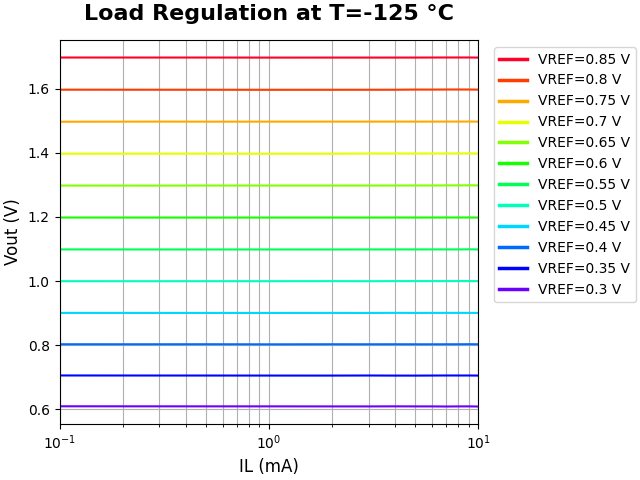 Load Regulation at T=-125 °C
Vout (V)
1.6
1.4
1.2
1.0
0.8
0.6
10⁻¹
10⁰
10¹
IL (mA)
VREF=0.85 V
VREF=0.8 V
VREF=0.75 V
VREF=0.7 V
VREF=0.65 V
VREF=0.6 V
VREF=0.55 V
VREF=0.5 V
VREF=0.45 V
VREF=0.4 V
VREF=0.35 V
VREF=0.3 V